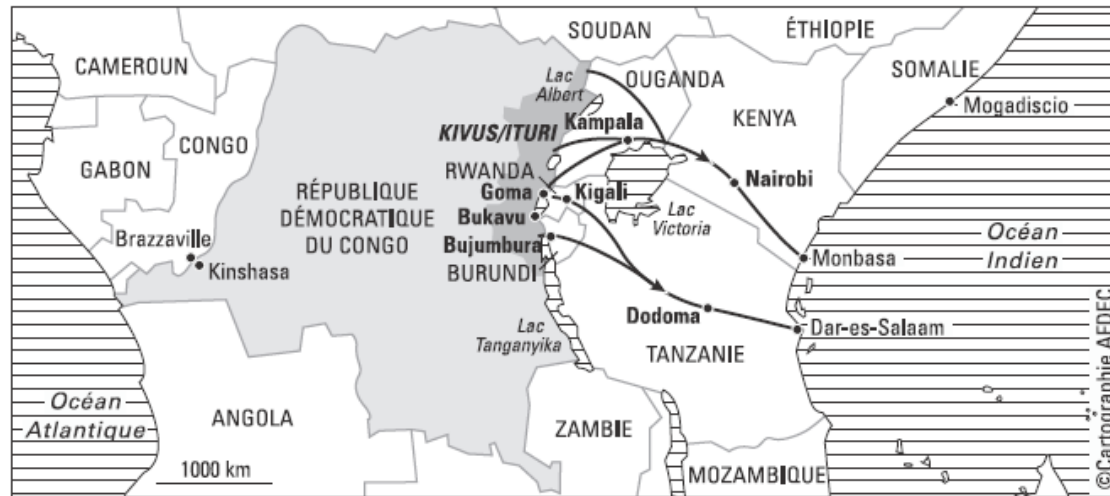 SOUDAN
ÉTHIOPIE
CAMEROUN
Lac
Albert
OUGANDA
SOMALIE
Mogadiscio
KENYA
KIVUS/ITURI
Kampala
CONGO
GABON
RWANDA
Goma
Kigali
Nairobi
RÉPUBLIQUE
DÉMOCRATIQUE
DU CONGO
Bukavu
Lac
Victoria
Brazzaville
Kinshasa
Bujumbura
BURUNDI
Océan
Indien
Monbasa
Dodoma
Dar-es-Salaam
Lac
Tanganyika
TANZANIE
Océan
Atlantique
ANGOLA
ZAMBIE
MOZAMBIQUE
1000 km
©Cartographie AFDEC